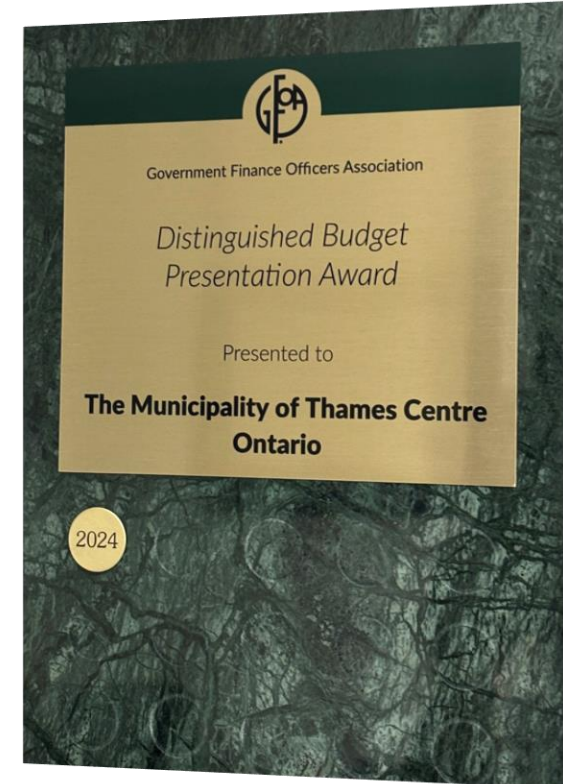 GFOA
Government Finance Officers Association
Distinguished Budget
Presentation Award
Presented to
The Municipality of Thames Centre
Ontario
2024